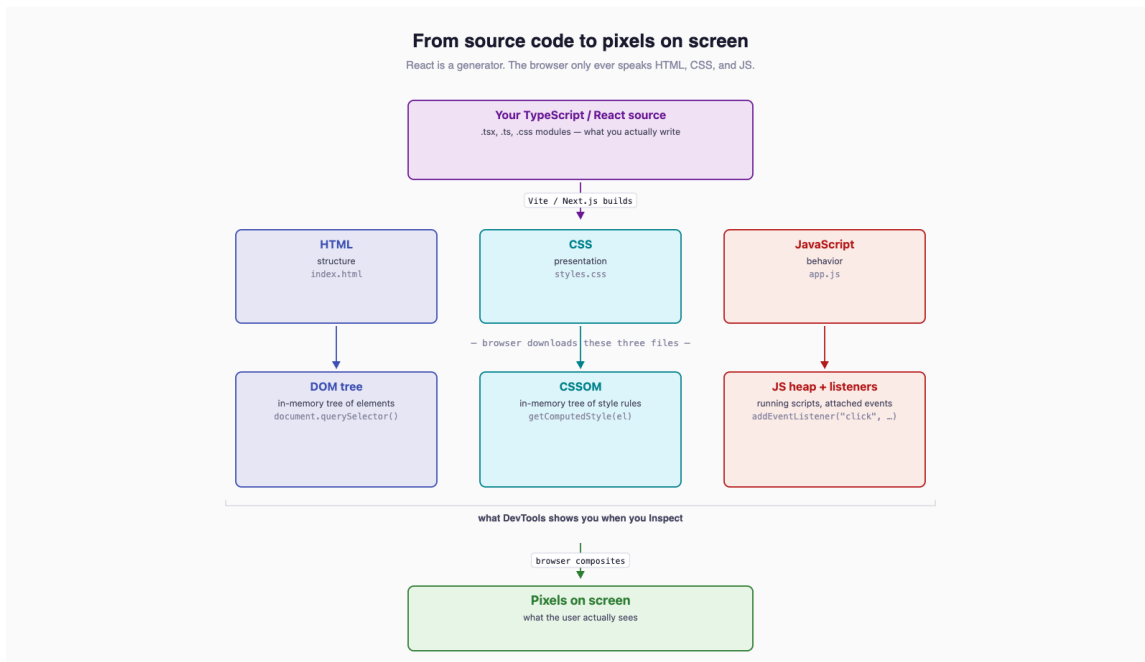 From source code to pixels on screen
React is a generator. The browser only ever speaks HTML, CSS, and JS.
Your TypeScript / React source
.tsx, .ts, .css modules — what you actually write
Vite / Next.js builds
HTML
structure
index.html
CSS
presentation
styles.css
JavaScript
behavior
app.js
— browser downloads these three files —
DOM tree
in-memory tree of elements
document.querySelector()
CSSOM
in-memory tree of style rules
getComputedStyle(el)
JS heap + listeners
running scripts, attached events
addEventListener("click", …)
what DevTools shows you when you Inspect
browser composites
Pixels on screen
what the user actually sees